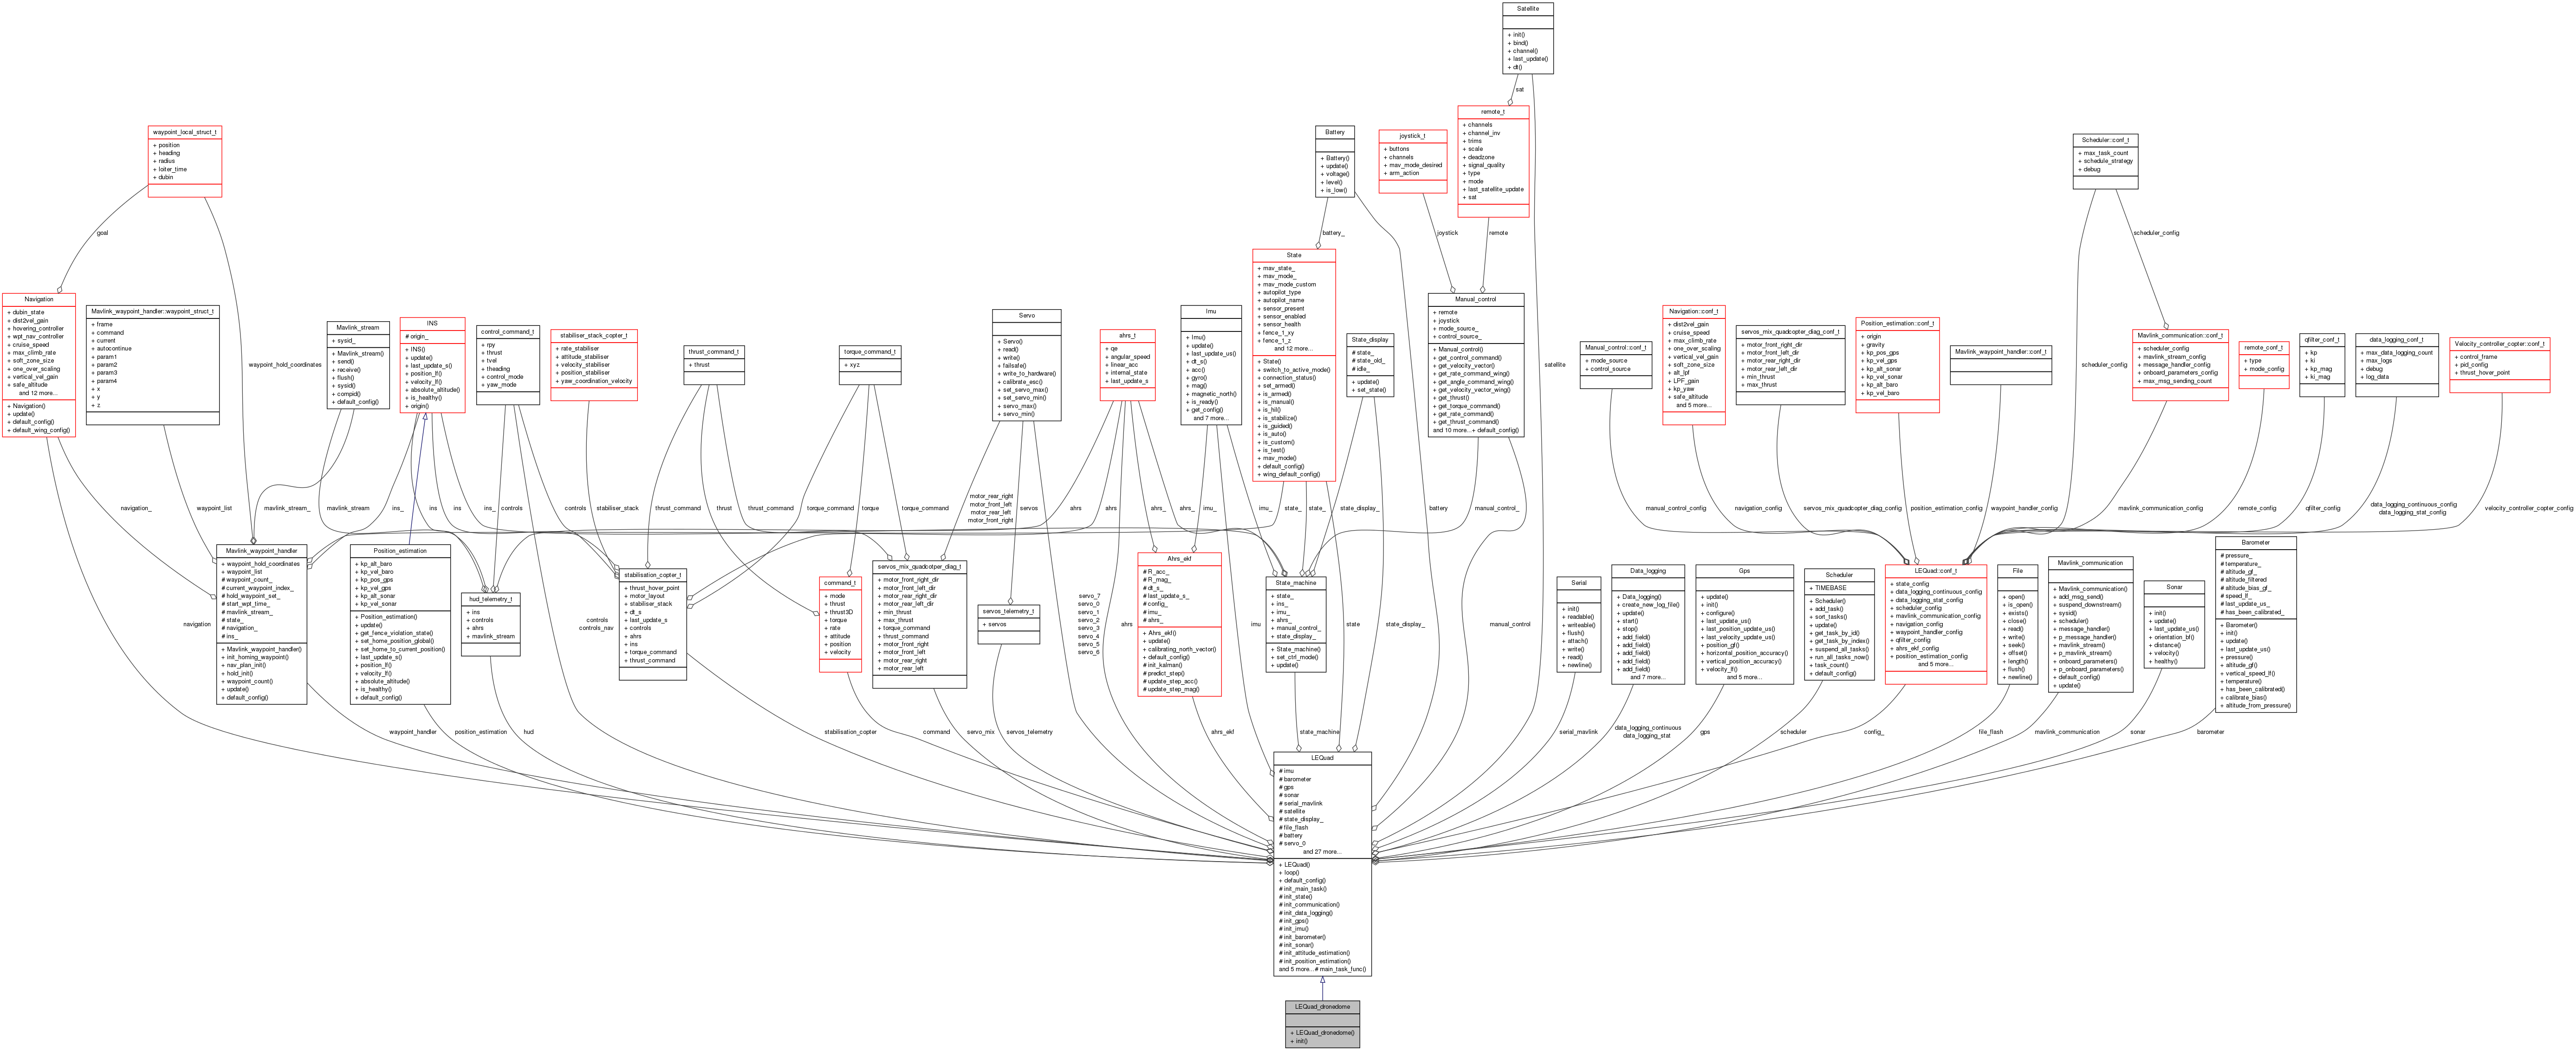 Satellite
+ init()
+ bind()
+ channel()
+ last_update()
+ dt()
sat
remote_t
+ channels
+ channel_inv
+ trims
+ scale
+ deadzone
+ signal_quality
+ type
+ mode
+ last_satellite_update
+ sat
waypoint_local_struct_t
+ position
+ heading
+ radius
+ loiter_time
+ dubin
Battery
+ Battery()
+ update()
+ voltage()
+ level()
+ is_low()
joystick_t
+ buttons
+ channels
+ mav_mode_desired
+ arm_action
Scheduler::conf_t
+ max_task_count
+ schedule_strategy
+ debug
goal
battery_
joystick
remote
scheduler_config
State
+ mav_state_
+ mav_mode_
+ mav_mode_custom
+ autopilot_type
+ autopilot_name
+ sensor_present
+ sensor_enabled
+ sensor_health
+ fence_1_xy
+ fence_1_z
and 12 more...
+ State()
+ switch_to_active_mode()
+ connection_status()
+ set_armed()
+ is_armed()
+ is_manual()
+ is_hil()
+ is_stabilize()
+ is_guided()
+ is_auto()
+ is_custom()
+ is_test()
+ mav_mode()
+ default_config()
+ wing_default_config()
Navigation
+ dubin_state
+ dist2vel_gain
+ hovering_controller
+ wpt_nav_controller
+ cruise_speed
+ max_climb_rate
+ soft_zone_size
+ one_over_scaling
+ vertical_vel_gain
+ safe_altitude
and 12 more...
+ Navigation()
+ update()
+ default_config()
+ default_wing_config()
Mavlink_waypoint_handler::waypoint_struct_t
+ frame
+ command
+ current
+ autocontinue
+ param1
+ param2
+ param3
+ param4
+ x
+ y
+ z
waypoint_hold_coordinates
Mavlink_stream
+ sysid_
+ Mavlink_stream()
+ send()
+ receive()
+ flush()
+ sysid()
+ compid()
+ default_config()
INS
# origin_
+ INS()
+ update()
+ last_update_s()
+ position_lf()
+ velocity_lf()
+ absolute_altitude()
+ is_healthy()
+ origin()
control_command_t
+ rpy
+ thrust
+ tvel
+ theading
+ control_mode
+ yaw_mode
stabiliser_stack_copter_t
+ rate_stabiliser
+ attitude_stabiliser
+ velocity_stabiliser
+ position_stabiliser
+ yaw_coordination_velocity
thrust_command_t
+ thrust
torque_command_t
+ xyz
Servo
+ Servo()
+ read()
+ write()
+ failsafe()
+ write_to_hardware()
+ calibrate_esc()
+ set_servo_max()
+ set_servo_min()
+ servo_max()
+ servo_min()
ahrs_t
+ qe
+ angular_speed
+ linear_acc
+ internal_state
+ last_update_s
Imu
+ Imu()
+ update()
+ last_update_us()
+ dt_s()
+ acc()
+ gyro()
+ mag()
+ magnetic_north()
+ is_ready()
+ get_config()
and 7 more...
State_display
# state_
# state_old_
# idle_
+ update()
+ set_state()
Manual_control
+ remote
+ joystick
+ mode_source_
+ control_source_
+ Manual_control()
+ get_control_command()
+ get_velocity_vector()
+ get_rate_command_wing()
+ get_angle_command_wing()
+ get_velocity_vector_wing()
+ get_thrust()
+ get_torque_command()
+ get_rate_command()
+ get_thrust_command()
and 10 more...+ default_config()
satellite
Manual_control::conf_t
+ mode_source
+ control_source
Navigation::conf_t
+ dist2vel_gain
+ cruise_speed
+ max_climb_rate
+ one_over_scaling
+ vertical_vel_gain
+ soft_zone_size
+ alt_lpf
+ LPF_gain
+ kp_yaw
+ safe_altitude
and 5 more...
servos_mix_quadcopter_diag_conf_t
+ motor_front_right_dir
+ motor_front_left_dir
+ motor_rear_right_dir
+ motor_rear_left_dir
+ min_thrust
+ max_thrust
Position_estimation::conf_t
+ origin
+ gravity
+ kp_pos_gps
+ kp_vel_gps
+ kp_alt_sonar
+ kp_vel_sonar
+ kp_alt_baro
+ kp_vel_baro
Mavlink_waypoint_handler::conf_t
scheduler_config
Mavlink_communication::conf_t
+ scheduler_config
+ mavlink_stream_config
+ message_handler_config
+ onboard_parameters_config
+ max_msg_sending_count
remote_conf_t
+ type
+ mode_config
qfilter_conf_t
+ kp
+ ki
+ kp_mag
+ ki_mag
data_logging_conf_t
+ max_data_logging_count
+ max_logs
+ debug
+ log_data
Velocity_controller_copter::conf_t
+ control_frame
+ pid_config
+ thrust_hover_point
navigation_
waypoint_list
mavlink_stream_
mavlink_stream
ins_
ins
ins
ins_
controls
controls
stabiliser_stack
thrust_command
thrust
thrust_command
torque_command
torque
torque_command
motor_rear_right
motor_front_left
motor_rear_left
motor_front_right
servos
ahrs
ahrs
ahrs_
ahrs_
imu_
imu_
state_
state_
state_display_
battery
manual_control_
manual_control_config
navigation_config
servos_mix_quadcopter_diag_config
position_estimation_config
waypoint_handler_config
mavlink_communication_config
remote_config
qfilter_config
data_logging_continuous_config
data_logging_stat_config
velocity_controller_copter_config
Mavlink_waypoint_handler
+ waypoint_hold_coordinates
+ waypoint_list
# waypoint_count_
# current_waypoint_index_
# hold_waypoint_set_
# start_wpt_time_
# mavlink_stream_
# state_
# navigation_
# ins_
+ Mavlink_waypoint_handler()
+ init_homing_waypoint()
+ nav_plan_init()
+ hold_init()
+ waypoint_count()
+ update()
+ default_config()
Position_estimation
+ kp_alt_baro
+ kp_vel_baro
+ kp_pos_gps
+ kp_vel_gps
+ kp_alt_sonar
+ kp_vel_sonar
+ Position_estimation()
+ update()
+ get_fence_violation_state()
+ set_home_position_global()
+ set_home_to_current_position()
+ last_update_s()
+ position_lf()
+ velocity_lf()
+ absolute_altitude()
+ is_healthy()
+ default_config()
hud_telemetry_t
+ ins
+ controls
+ ahrs
+ mavlink_stream
controls
controls_nav
stabilisation_copter_t
+ thrust_hover_point
+ motor_layout
+ stabiliser_stack
+ dt_s
+ last_update_s
+ controls
+ ahrs
+ ins
+ torque_command
+ thrust_command
command_t
+ mode
+ thrust
+ thrust3D
+ torque
+ rate
+ attitude
+ position
+ velocity
servos_mix_quadcotper_diag_t
+ motor_front_right_dir
+ motor_front_left_dir
+ motor_rear_right_dir
+ motor_rear_left_dir
+ min_thrust
+ max_thrust
+ torque_command
+ thrust_command
+ motor_front_right
+ motor_front_left
+ motor_rear_right
+ motor_rear_left
servos_telemetry_t
+ servos
servo_7
servo_0
servo_1
servo_2
servo_3
servo_4
servo_5
servo_6
ahrs
Ahrs_ekf
# R_acc_
# R_mag_
# dt_s_
# last_update_s_
# config_
# imu_
# ahrs_
+ Ahrs_ekf()
+ update()
+ calibrating_north_vector()
+ default_config()
# init_kalman()
# predict_step()
# update_step_acc()
# update_step_mag()
imu
State_machine
+ state_
+ ins_
+ imu_
+ ahrs_
+ manual_control_
+ state_display_
+ State_machine()
+ set_ctrl_mode()
+ update()
state
state_display_
manual_control
Serial
+ init()
+ readable()
+ writeable()
+ flush()
+ attach()
+ write()
+ read()
+ newline()
Data_logging
+ Data_logging()
+ create_new_log_file()
+ update()
+ start()
+ stop()
+ add_field()
+ add_field()
+ add_field()
+ add_field()
+ add_field()
and 7 more...
Gps
+ update()
+ init()
+ configure()
+ last_update_us()
+ last_position_update_us()
+ last_velocity_update_us()
+ position_gf()
+ horizontal_position_accuracy()
+ vertical_position_accuracy()
+ velocity_lf()
and 5 more...
Scheduler
+ TIMEBASE
+ Scheduler()
+ add_task()
+ sort_tasks()
+ update()
+ get_task_by_id()
+ get_task_by_index()
+ suspend_all_tasks()
+ run_all_tasks_now()
+ task_count()
+ default_config()
LEQuad::conf_t
+ state_config
+ data_logging_continuous_config
+ data_logging_stat_config
+ scheduler_config
+ mavlink_communication_config
+ navigation_config
+ waypoint_handler_config
+ qfilter_config
+ ahrs_ekf_config
+ position_estimation_config
and 5 more...
File
+ open()
+ is_open()
+ exists()
+ close()
+ read()
+ write()
+ seek()
+ offset()
+ length()
+ flush()
+ newline()
Mavlink_communication
+ Mavlink_communication()
+ add_msg_send()
+ suspend_downstream()
+ sysid()
+ scheduler()
+ message_handler()
+ p_message_handler()
+ mavlink_stream()
+ p_mavlink_stream()
+ onboard_parameters()
+ p_onboard_parameters()
+ default_config()
+ update()
Sonar
+ init()
+ update()
+ last_update_us()
+ orientation_bf()
+ distance()
+ velocity()
+ healthy()
Barometer
# pressure_
# temperature_
# altitude_gf_
# altitude_filtered
# altitude_bias_gf_
# speed_lf_
# last_update_us_
# has_been_calibrated_
+ Barometer()
+ init()
+ update()
+ last_update_us()
+ pressure()
+ altitude_gf()
+ vertical_speed_lf()
+ temperature()
+ has_been_calibrated()
+ calibrate_bias()
+ altitude_from_pressure()
navigation
waypoint_handler
position_estimation
hud
stabilisation_copter
command
servo_mix
servos_telemetry
ahrs_ekf
state_machine
serial_mavlink
data_logging_continuous
data_logging_stat
gps
scheduler
config_
file_flash
mavlink_communication
sonar
barometer
LEQuad
# imu
# barometer
# gps
# sonar
# serial_mavlink
# satellite
# state_display_
# file_flash
# battery
# servo_0
and 27 more...
+ LEQuad()
+ loop()
+ default_config()
# init_main_task()
# init_state()
# init_communication()
# init_data_logging()
# init_gps()
# init_imu()
# init_barometer()
# init_sonar()
# init_attitude_estimation()
# init_position_estimation()
and 5 more...# main_task_func()
LEQuad_dronedome
+ LEQuad_dronedome()
+ init()